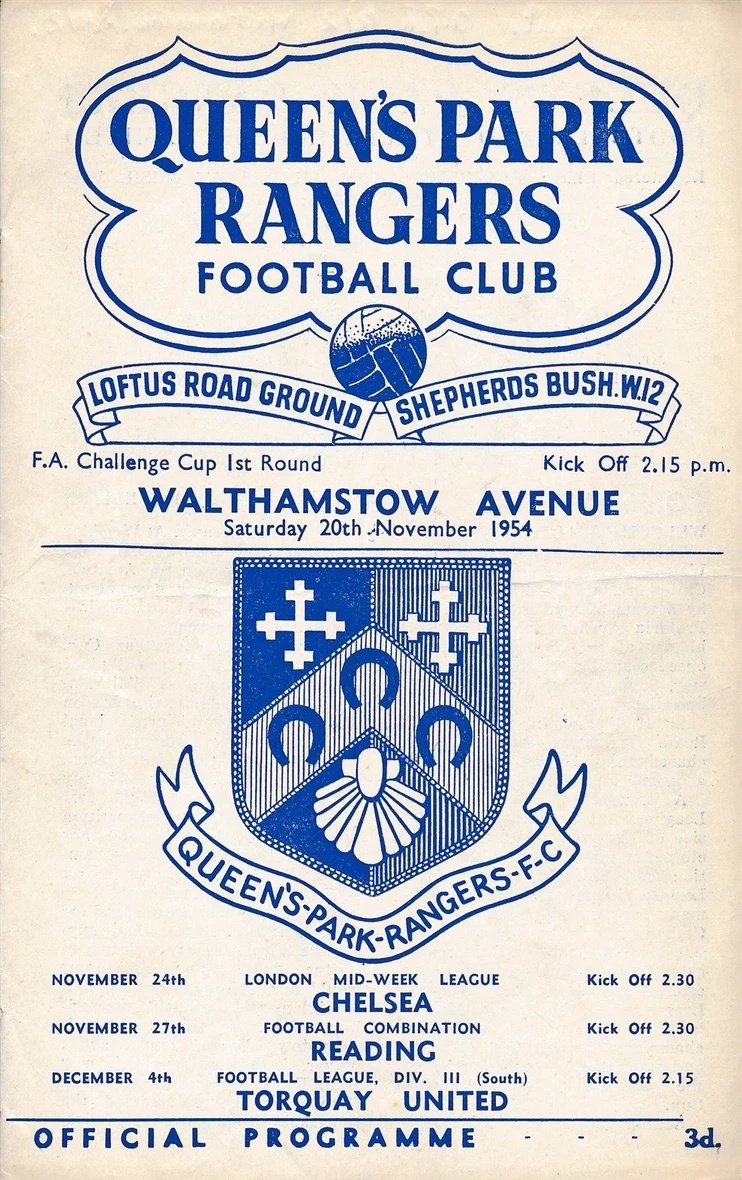 QUEEN'S PARK
RANGERS
FOOTBALL CLUB
LOFTUS ROAD GROUND SHEPHERDS BUSH.W.12
F.A. Challenge Cup 1st Round Kick Off 2.15 p.m.
WALTHAMSTOW AVENUE
Saturday 20th November 1954
QUEEN'S-PARK-RANGERS-F-C
NOVEMBER 24th LONDON MID-WEEK LEAGUE Kick Off 2.30
CHELSEA
NOVEMBER 27th FOOTBALL COMBINATION Kick Off 2.30
READING
DECEMBER 4th FOOTBALL LEAGUE, DIV. III (South) Kick Off 2.15
TORQUAY UNITED
OFFICIAL PROGRAMME - - - 3d.